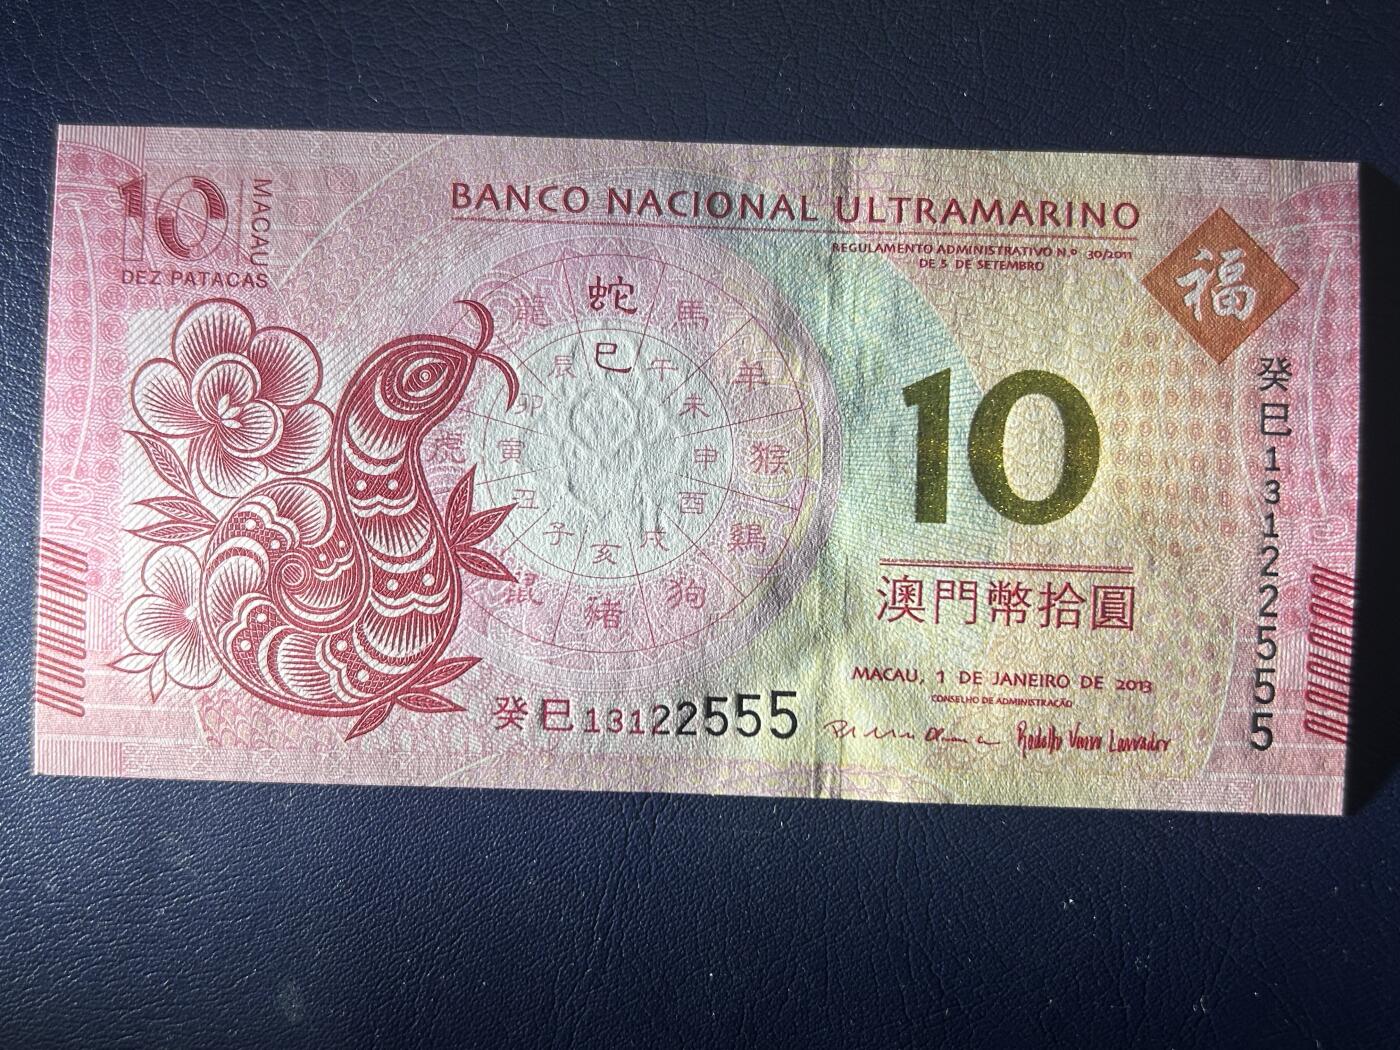 10
MACAU
DEZ PATACAS
BANCO NACIONAL ULTRAMARINO
REGULAMENTO ADMINISTRATIVO N.º 30/2011
DE 5 DE SETEMBRO
福
蛇
馬
羊
猴
鷄
狗
豬
鼠
虎
龍
巳
午
未
申
酉
戌
亥
子
丑
寅
卯
辰
10
澳門幣拾圓
MACAU, 1 DE JANEIRO DE 2013
CONSELHO DE ADMINISTRAÇÃO
癸巳13122555
癸巳13122555